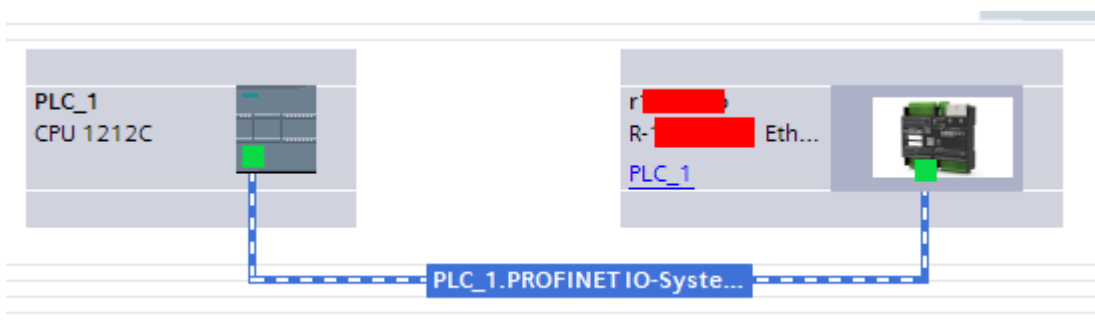 PLC_1
CPU 1212C
r
R- Eth...
PLC_1
PLC_1.PROFINET IO-Syste...